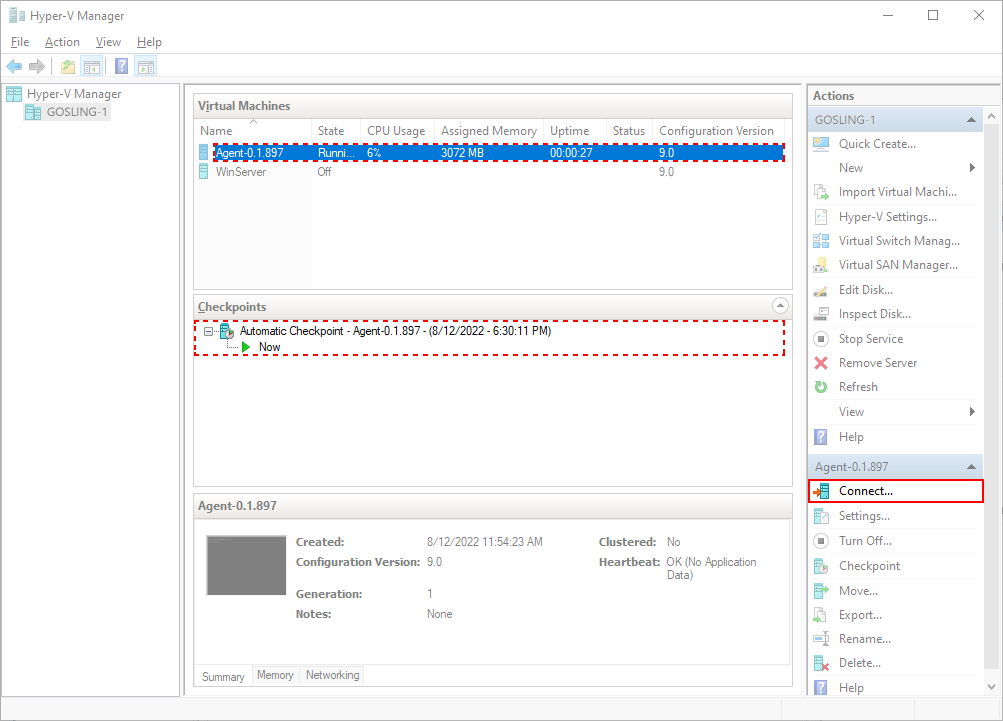 Hyper-V Manager
File Action View Help
Hyper-V Manager
GOSLING-1
Virtual Machines
Name State CPU Usage Assigned Memory Uptime Status Configuration Version
Agent-0.1.897 Runni... 6% 3072 MB 00:00:27 9.0
WinServer Off 9.0
Checkpoints
Automatic Checkpoint - Agent-0.1.897 - (8/12/2022 - 6:30:11 PM)
Now
Agent-0.1.897
Created: 8/12/2022 11:54:23 AM Clustered: No
Configuration Version: 9.0 Heartbeat: OK (No Application
Data)
Generation: 1
Notes: None
Summary Memory Networking
Actions
GOSLING-1
Quick Create...
New
Import Virtual Machi...
Hyper-V Settings...
Virtual Switch Manag...
Virtual SAN Manager...
Edit Disk...
Inspect Disk...
Stop Service
Remove Server
Refresh
View
Help
Agent-0.1.897
Connect...
Settings...
Turn Off...
Checkpoint
Move...
Export...
Rename...
Delete...
Help